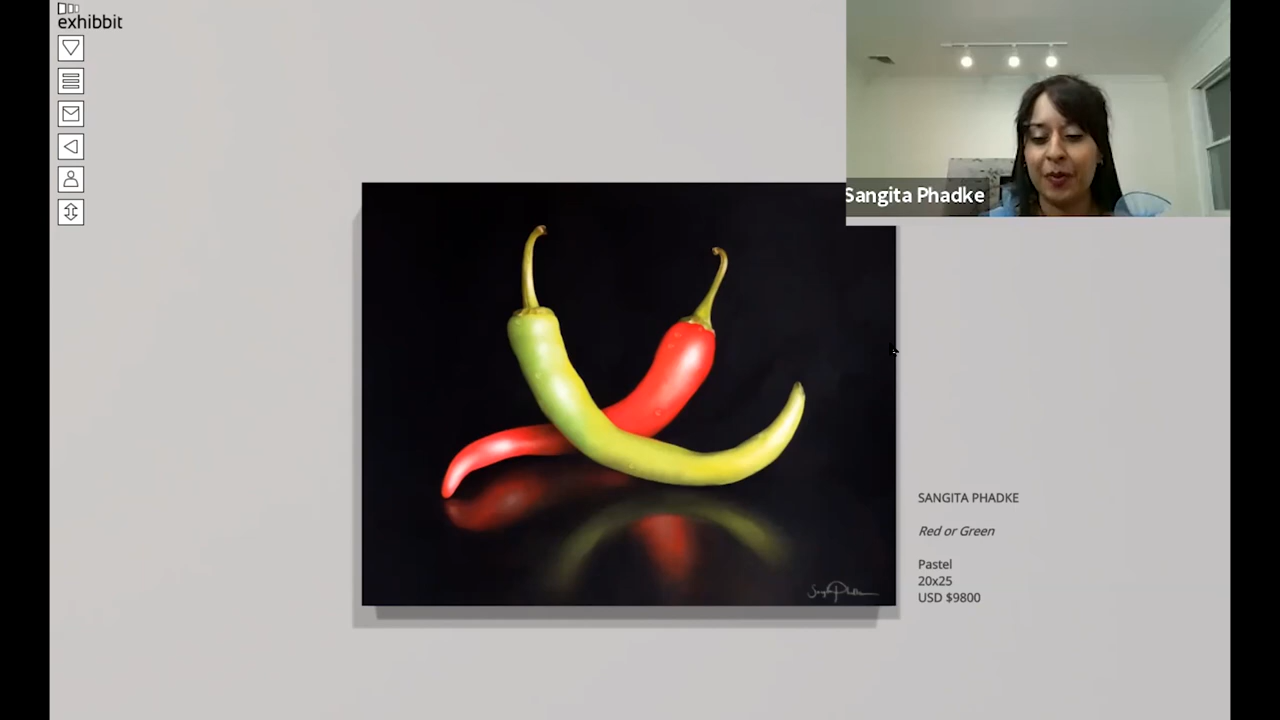 exhibbit
Sangita Phadke
SANGITA PHADKE
Red or Green
Pastel
20x25
USD $9800